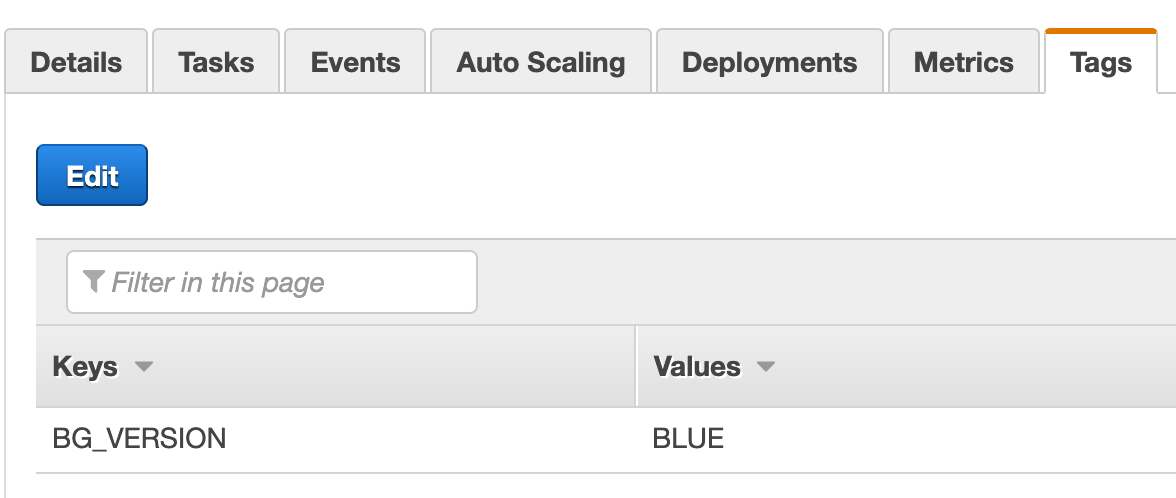 Details Tasks Events Auto Scaling Deployments Metrics Tags
Edit
Filter in this page
Keys Values
BG_VERSION BLUE